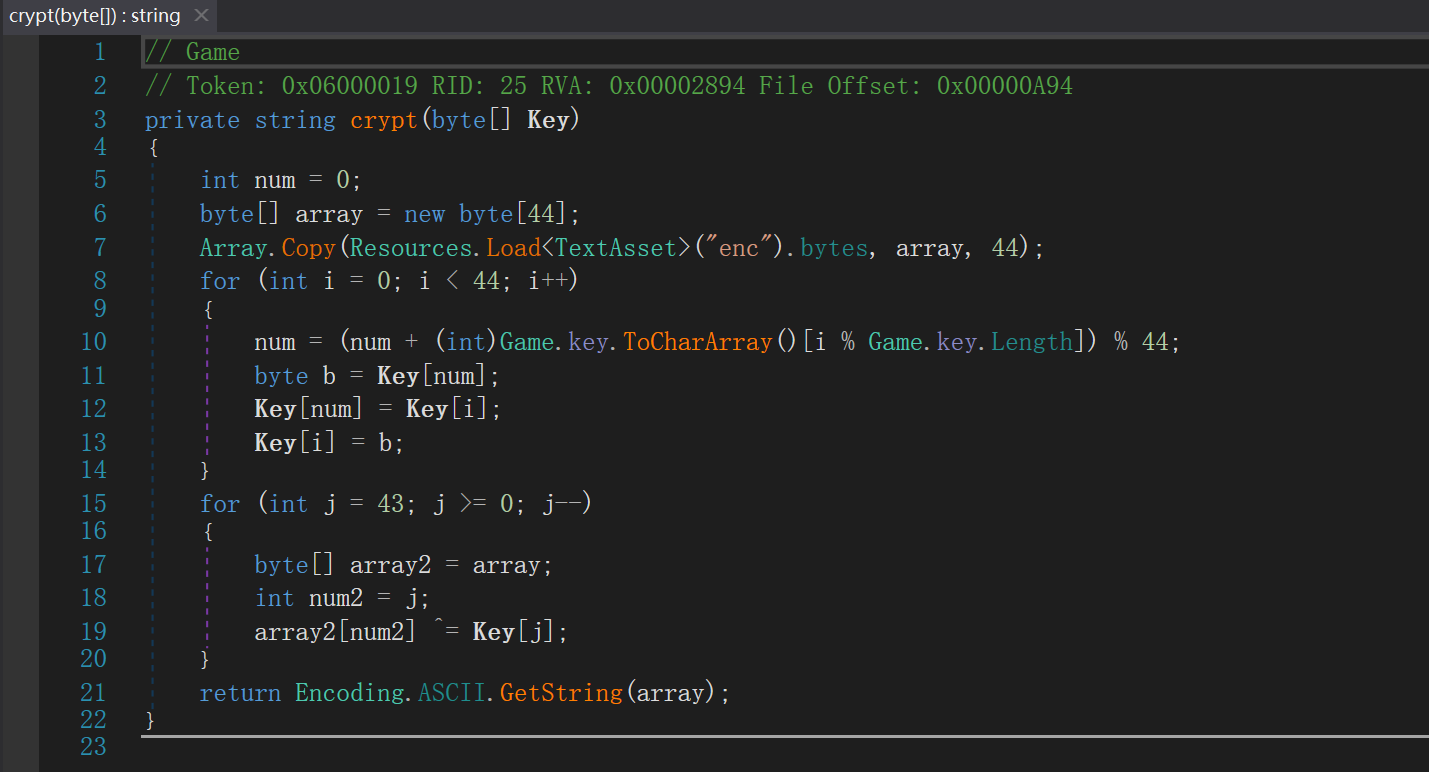 crypt(byte[]) : string ×
1 // Game
2 // Token: 0x06000019 RID: 25 RVA: 0x00002894 File Offset: 0x00000A94
3 private string crypt(byte[] Key)
4 {
5 int num = 0;
6 byte[] array = new byte[44];
7 Array.Copy(Resources.Load<TextAsset>("enc").bytes, array, 44);
8 for (int i = 0; i < 44; i++)
9 {
10 num = (num + (int)Game.key.ToCharArray()[i % Game.key.Length]) % 44;
11 byte b = Key[num];
12 Key[num] = Key[i];
13 Key[i] = b;
14 }
15 for (int j = 43; j >= 0; j--)
16 {
17 byte[] array2 = array;
18 int num2 = j;
19 array2[num2] ^= Key[j];
20 }
21 return Encoding.ASCII.GetString(array);
22 }
23